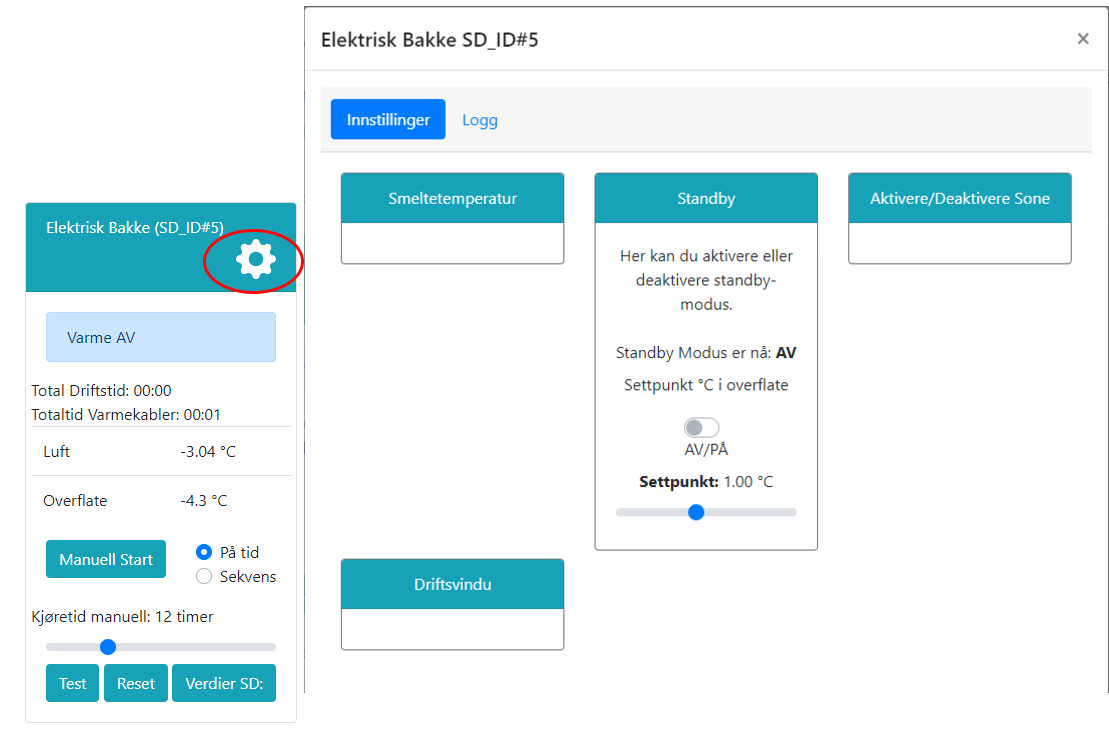 Elektrisk Bakke (SD_ID#5)
Varme AV
Total Driftstid: 00:00
Totaltid Varmekabler: 00:01
Luft -3.04 °C
Overflate -4.3 °C
Manuell Start
På tid
Sekvens
Kjøretid manuell: 12 timer
Test Reset Verdier SD:
Elektrisk Bakke SD_ID#5 ×
Innstillinger Logg
Smeltetemperatur
Standby
Her kan du aktivere eller
deaktivere standby-
modus.
Standby Modus er nå: AV
Settpunkt °C i overflate
AV/PÅ
Settpunkt: 1.00 °C
Aktivere/Deaktivere Sone
Driftsvindu